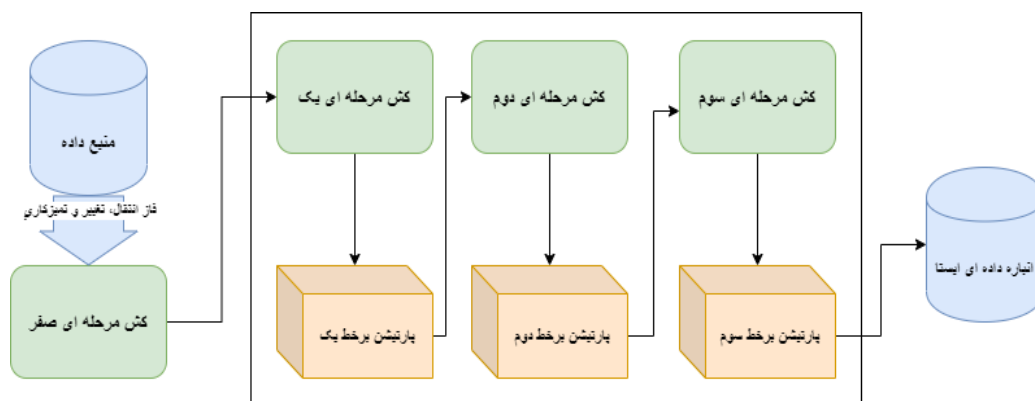 منبع داده
فاز انتقال، تغییر و تمیزکاری
کش مرحله ای صفر
کش مرحله ای یک
کش مرحله ای دوم
کش مرحله ای سوم
پارتیشن برخط یک
پارتیشن برخط دوم
پارتیشن برخط سوم
انباره داده ای ایستا